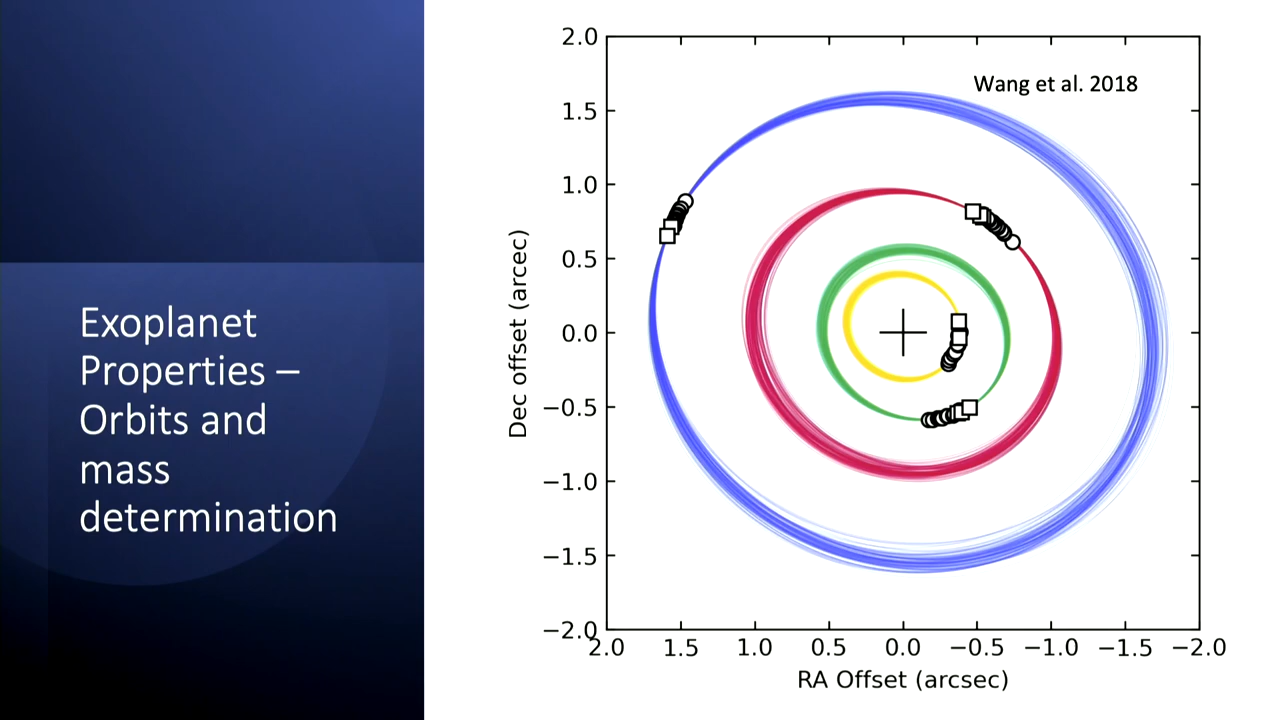 Exoplanet
Properties –
Orbits and
mass
determination
Wang et al. 2018
2.0
1.5
1.0
0.5
0.0
−0.5
−1.0
−1.5
−2.0
Dec offset (arcec)
2.0 1.5 1.0 0.5 0.0 −0.5 −1.0 −1.5 −2.0
RA Offset (arcsec)